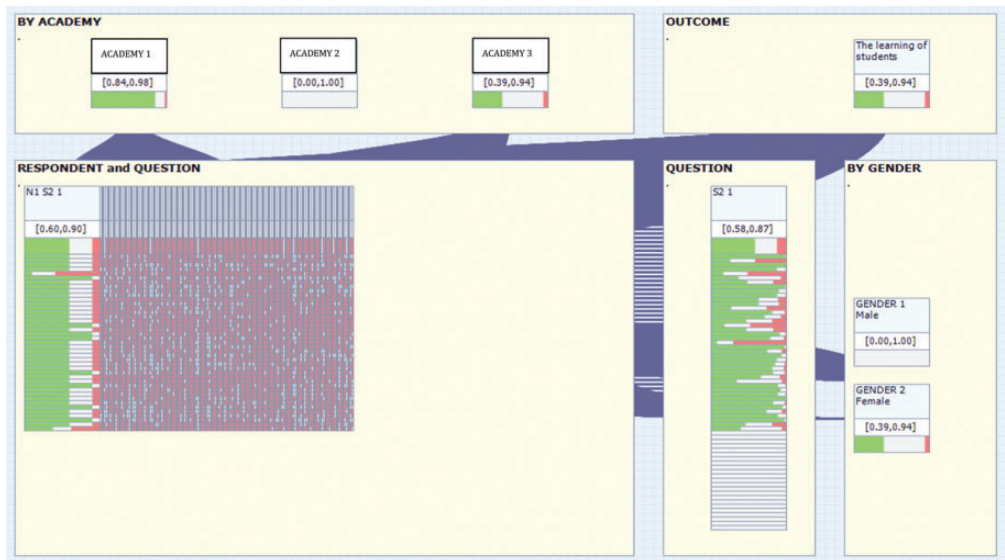 BY ACADEMY
ACADEMY 1
[0.84,0.98]
ACADEMY 2
[0.00,1.00]
ACADEMY 3
[0.39,0.94]
OUTCOME
The learning of
students
[0.39,0.94]
RESPONDENT and QUESTION
N1 S2 1
[0.60,0.90]
QUESTION
S2 1
[0.58,0.87]
BY GENDER
GENDER 1
Male
[0.00,1.00]
GENDER 2
Female
[0.39,0.94]